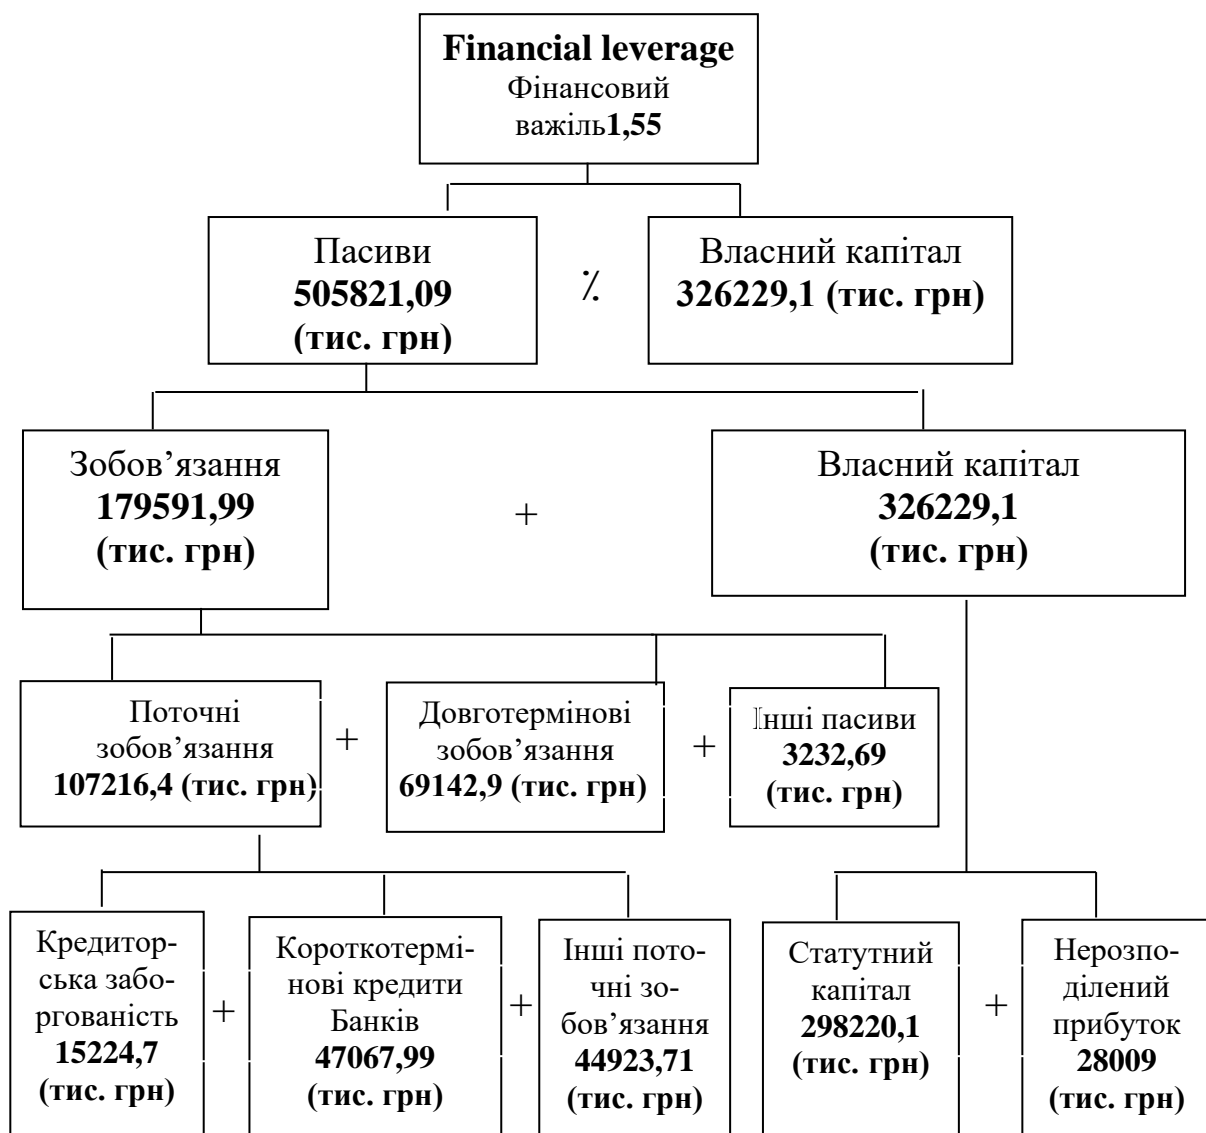 Financial leverage
Фінансовий
важіль1,55
Пасиви
505821,09
(тис. грн)
٪
Власний капітал
326229,1 (тис. грн)
Зобов’язання
179591,99
(тис. грн)
+
Власний капітал
326229,1
(тис. грн)
Поточні
зобов’язання
107216,4 (тис. грн)
+
Довготермінові
зобов’язання
69142,9 (тис. грн)
+
Інші пасиви
3232,69
(тис. грн)
Кредитор-
ська забо-
ргованість
15224,7
(тис. грн)
+
Короткотермі-
нові кредити
Банків
47067,99
(тис. грн)
+
Інші пото-
чні зо-
бов’язання
44923,71
(тис. грн)
Статутний
капітал
298220,1
(тис. грн)
+
Нерозпо-
ділений
прибуток
28009
(тис. грн)